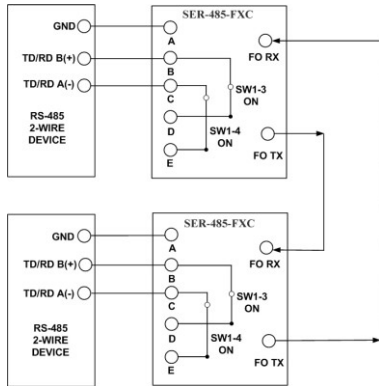 SER-485-FXC
GND
A
TD/RD B(+)
B
FO RX
TD/RD A(-)
C
SW1-3
ON
RS-485
2-WIRE
DEVICE
D
SW1-4
ON
E
FO TX
SER-485-FXC
GND
A
FO RX
TD/RD B(+)
B
TD/RD A(-)
C
SW1-3
ON
RS-485
2-WIRE
DEVICE
D
SW1-4
ON
E
FO TX